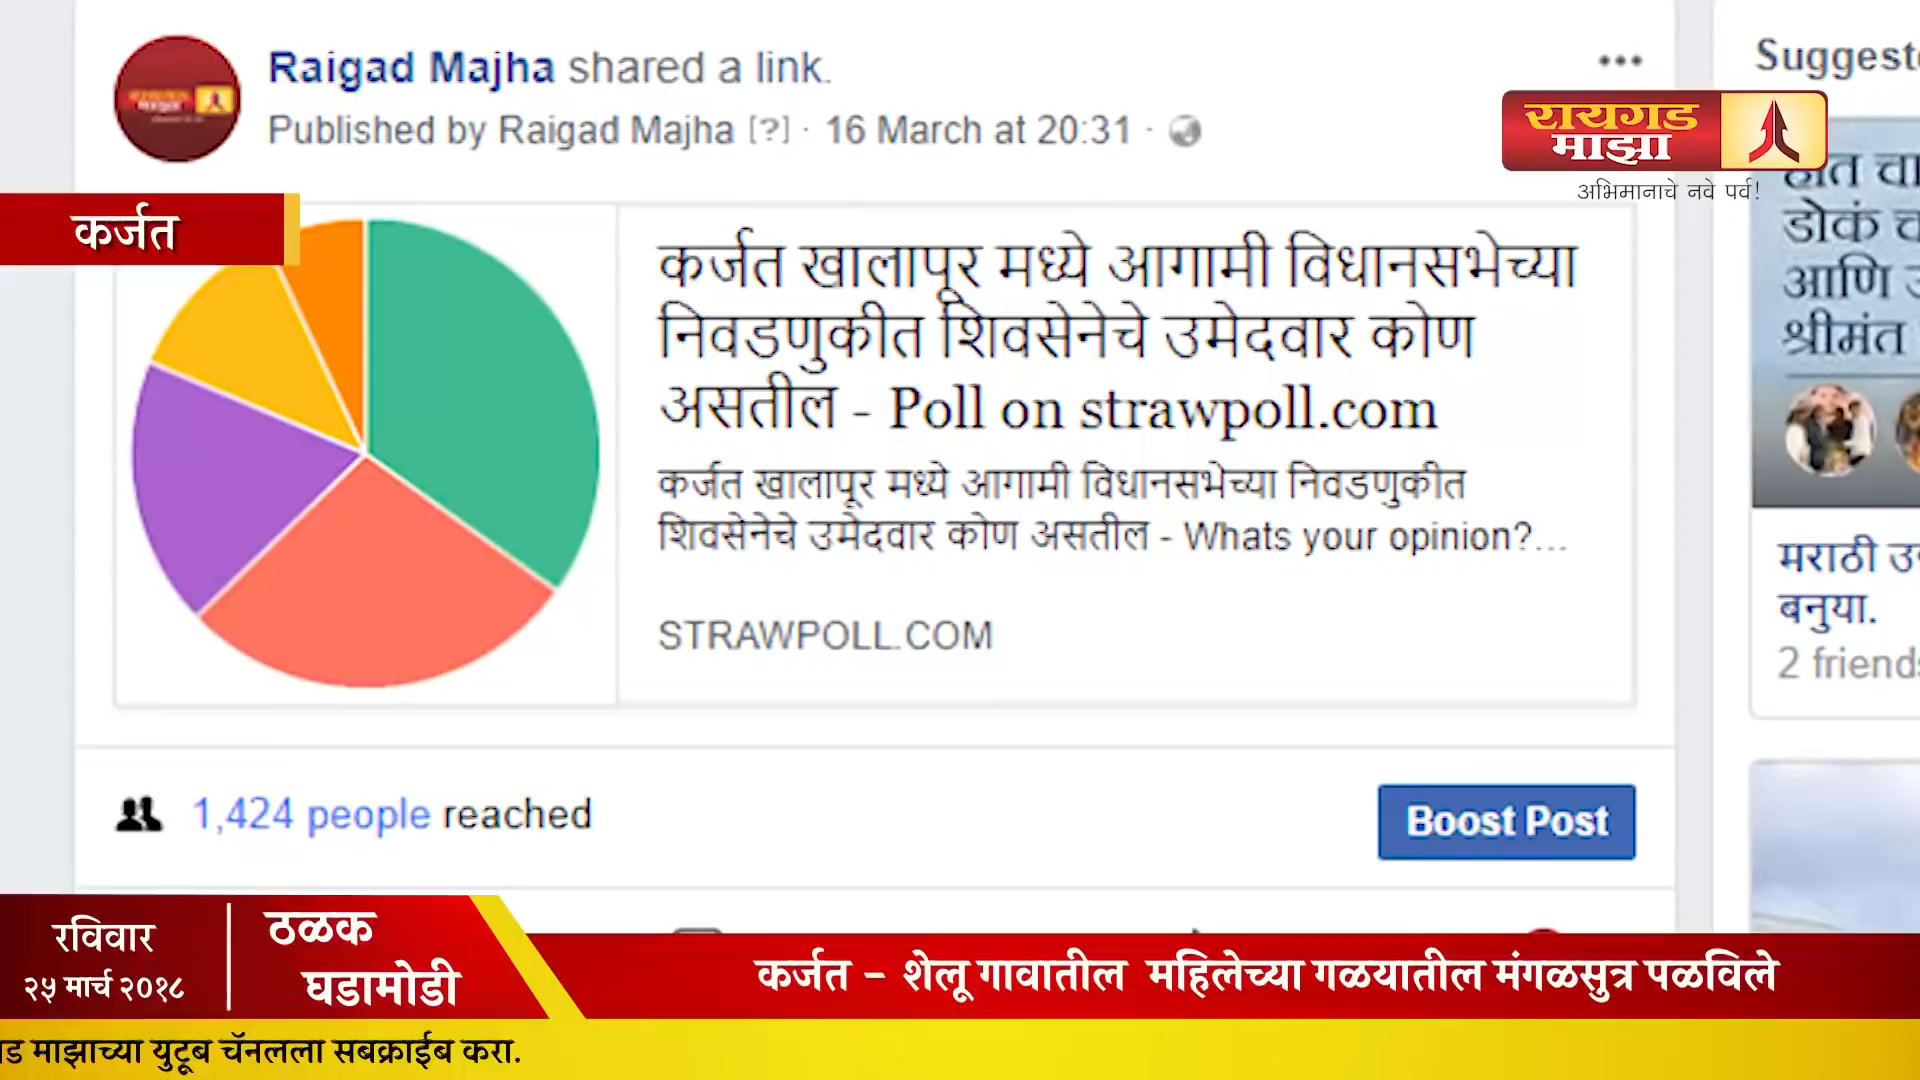 Raigad Majha shared a link.
Published by Raigad Majha [?] · 16 March at 20:31 ·
Suggest
रायगड
माझा
अभिमानाचे नवे पर्व!
कर्जत
कर्जत खालापूर मध्ये आगामी विधानसभेच्या
निवडणुकीत शिवसेनेचे उमेदवार कोण
असतील - Poll on strawpoll.com
कर्जत खालापूर मध्ये आगामी विधानसभेच्या निवडणुकीत
शिवसेनेचे उमेदवार कोण असतील - Whats your opinion?...
STRAWPOLL.COM
डोकं
आणि
श्रीमंत
मराठी
बनुया.
2 friends
1,424 people reached
Boost Post
रविवार
२५ मार्च २०१८
ठळक
घडामोडी
कर्जत – शेलू गावातील महिलेच्या गळयातील मंगळसुत्र पळविले
ड माझाच्या युटूब चॅनलला सबक्राईब करा.